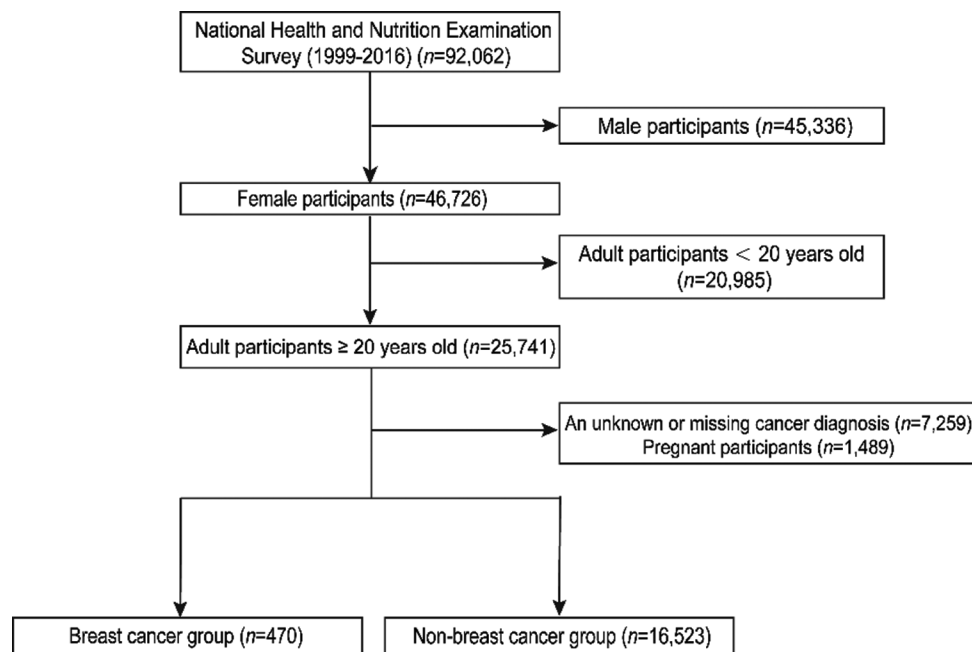 National Health and Nutrition Examination
Survey (1999-2016) (n=92,062)
Male participants (n=45,336)
Female participants (n=46,726)
Adult participants < 20 years old
(n=20,985)
Adult participants ≥ 20 years old (n=25,741)
An unknown or missing cancer diagnosis (n=7,259)
Pregnant participants (n=1,489)
Breast cancer group (n=470)
Non-breast cancer group (n=16,523)